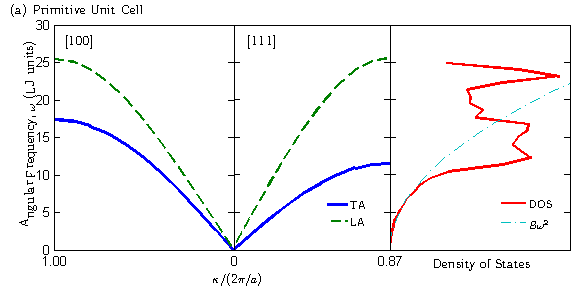 (a) Primitive Unit Cell
Angular Frequency, ω (LJ units)
30
25
20
15
10
5
0
[100]
[111]
TA
LA
DOS
Bω²
1.00
0
0.87
κ/(2π/a)
Density of States